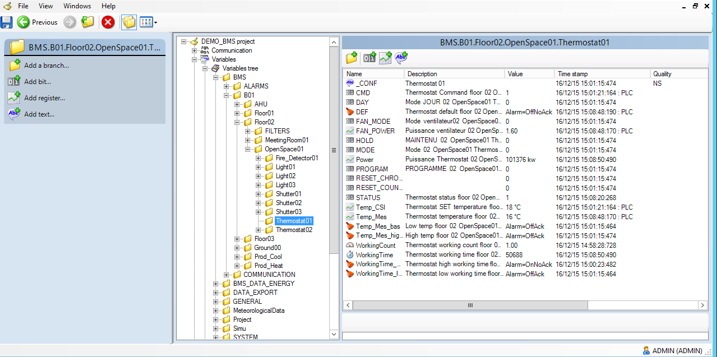 File View Windows Help
Previous
BMS.B01.Floor02.OpenSpace01.T...
Add a branch...
Add bit...
Add register...
Add text...
DEMO_BMS project
Communication
Variables
Variables tree
BMS
ALARMS
B01
AHU
Floor01
Floor02
FILTERS
MeetingRoom01
OpenSpace01
Fire_Detector01
Light01
Light02
Light03
Shutter01
Shutter02
Shutter03
Thermostat01
Thermostat02
Floor03
Ground00
Prod_Cool
Prod_Heat
COMMUNICATION
BMS_DATA_ENERGY
DATA_EXPORT
GENERAL
MeteorologicalData
Project
Simu
SYSTEM
BMS.B01.Floor02.OpenSpace01.Thermostat01
Name Description Value Time stamp Quality
_CONF Thermostat 01 16/12/15 15:01:15:474 NS
CMD Thermostat Command floor 02 O... 1 16/12/15 15:01:21:164 : PLC
DAY Mode JOUR 02 OpenSpace01 T... 0 16/12/15 15:01:15:474
DEF Thermostat default floor 02 Open... Alarm=OffNoAck 16/12/15 15:08:48:190 : PLC
FAN_MODE Mode ventilateur02 OpenSpace0... 0 16/12/15 15:01:15:474
FAN_POWER Puissance ventilateur 02 OpenSp... 1.60 16/12/15 15:08:48:170 : PLC
HOLD MAINTENU 02 OpenSpace01 Th... 0 16/12/15 15:01:15:474
MODE Mode 02 OpenSpace01 Thermos... 0 16/12/15 15:01:15:474
Power Puissance Thermostat 02 OpenS... 101376 kw 16/12/15 15:08:50:490
PROGRAM PROGRAMME 02 OpenSpace01... 0 16/12/15 15:01:15:474
RESET_CHRO... 0 16/12/15 15:01:15:474
RESET_COUN... 0 16/12/15 15:01:15:474
STATUS Thermostat status floor 02 Open... 1 16/12/15 15:08:20:268
Temp_CSI Thermostat SET temperature floo... 18 °C 16/12/15 15:01:21:164 : PLC
Temp_Mes Thermostat temperature floor 02... 16 °C 16/12/15 15:08:48:170 : PLC
Temp_Mes_bas Low temp floor 02 OpenSpace01... Alarm=OffAck 16/12/15 15:01:15:464
Temp_Mes_hig... High temp floor 02 OpenSpace01... Alarm=OffAck 16/12/15 15:01:15:474
WorkingCount Thermostat working count floor 0... 1.00 16/12/15 14:58:28:728
WorkingTime Thermostat working time floor 02... 50688 16/12/15 15:08:50:490
WorkingTime_... Thermostat high working time flo... Alarm=OnNoAck 16/12/15 15:00:23:482
WorkingTime_l... Thermostat low working time floor... Alarm=OffAck 16/12/15 15:01:15:464
ADMIN (ADMIN)